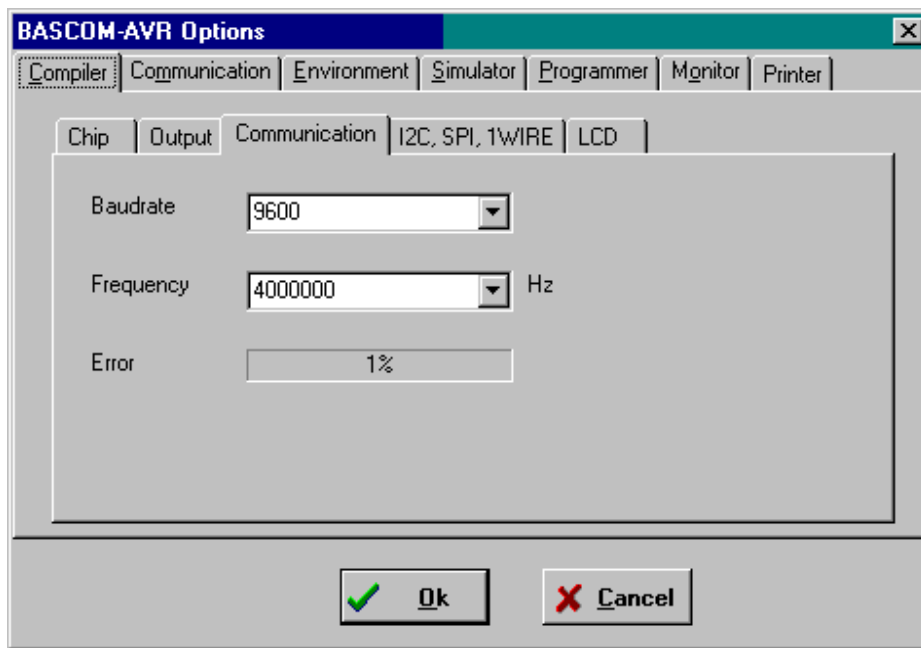 BASCOM-AVR Options
Compiler Communication Environment Simulator Programmer Monitor Printer
Chip Output Communication I2C, SPI, 1WIRE LCD
Baudrate 9600
Frequency 4000000 Hz
Error 1%
Ok Cancel